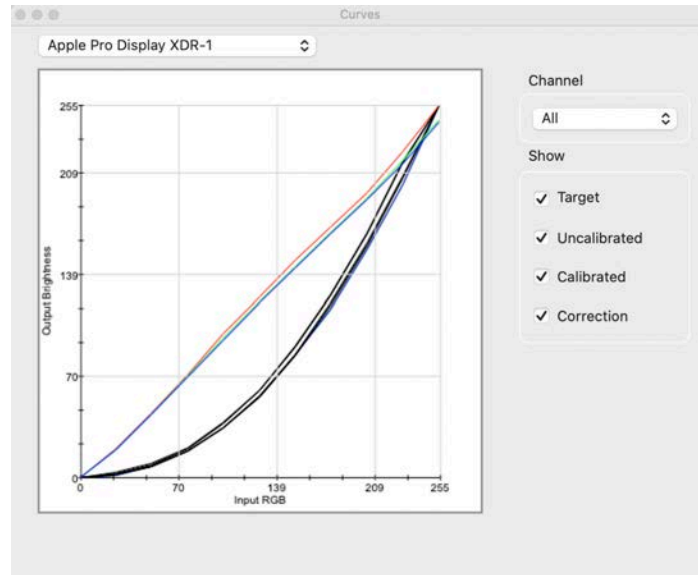 Curves
Apple Pro Display XDR-1
Channel
All
Show
Target
Uncalibrated
Calibrated
Correction
255
209
139
70
0
Output Brightness
0
70
139
209
255
Input RGB